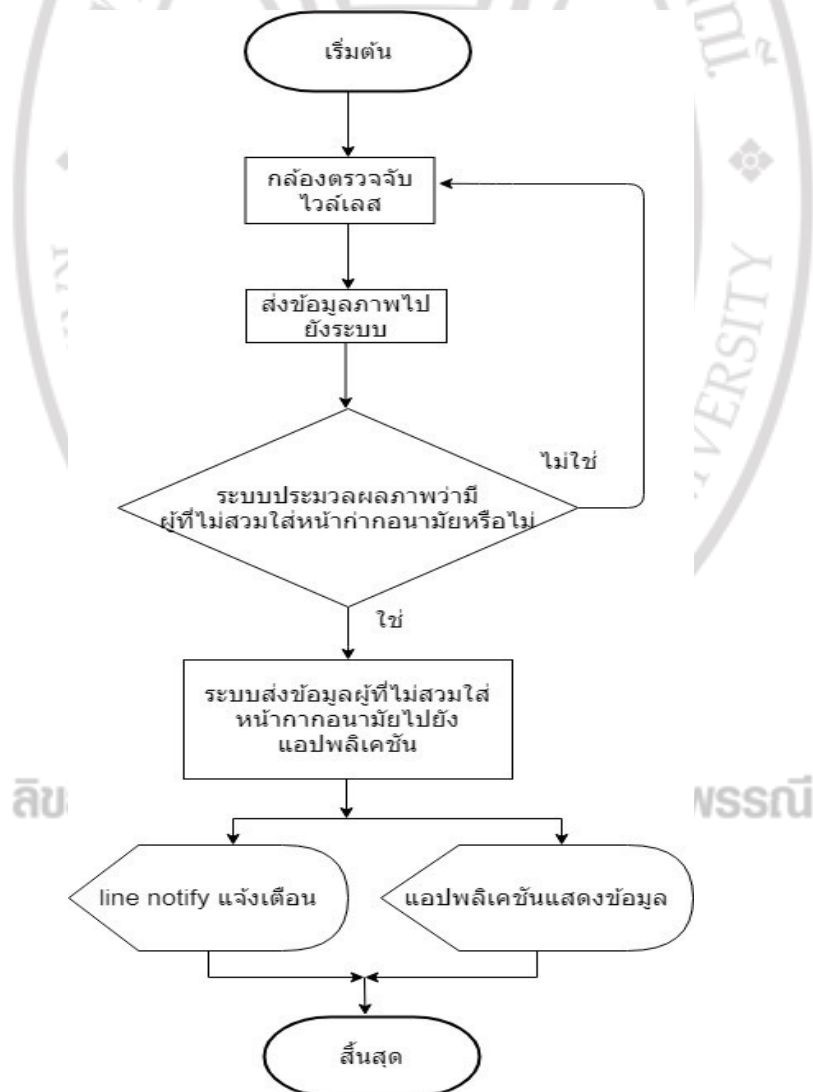 เริ่มต้น
กล้องตรวจจับ
ไวล์เลส
ส่งข้อมูลภาพไป
ยังระบบ
ไม่ใช่
ระบบประมวลผลภาพว่ามี
ผู้ที่ไม่สวมใส่หน้าก่ากอนามัยหรือไม่
ใช่
ระบบส่งข้อมูลผู้ที่ไม่สวมใส่
หน้ากากอนามัยไปยัง
แอปพลิเคชัน
line notify แจ้งเตือน
แอปพลิเคชันแสดงข้อมูล
สิ้นสุด